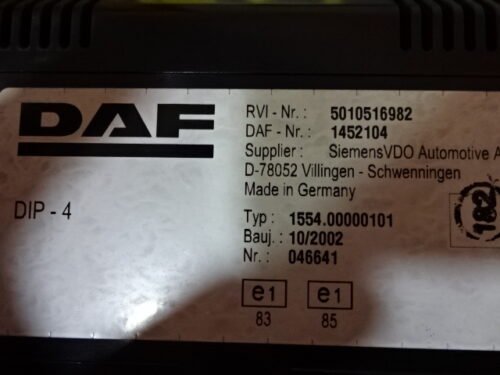 DAF
RVI - Nr. : 5010516982
DAF - Nr. : 1452104
Supplier : SiemensVDO Automotive A
D-78052 Villingen - Schwenningen
Made in Germany
DIP - 4
Typ : 1554.00000101
Bauj. : 10/2002
Nr. : 046641
182
e1 e1
83 85